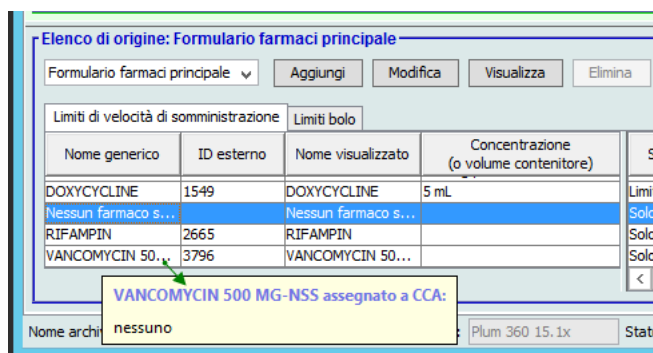 Elenco di origine: Formulario farmaci principale
Formulario farmaci principale Aggiungi Modifica Visualizza Elimina
Limiti di velocità di somministrazione Limiti bolo
Nome generico ID esterno Nome visualizzato Concentrazione (o volume contenitore) S
DOXYCYCLINE 1549 DOXYCYCLINE 5 mL Limi
Nessun farmaco s... Nessun farmaco s... Solo
RIFAMPIN 2665 RIFAMPIN Solo
VANCOMYCIN 50... 3796 VANCOMYCIN 50... Solo
VANCOMYCIN 500 MG-NSS assegnato a CCA:
nessuno
Nome archi : Plum 360 15.1x Stat